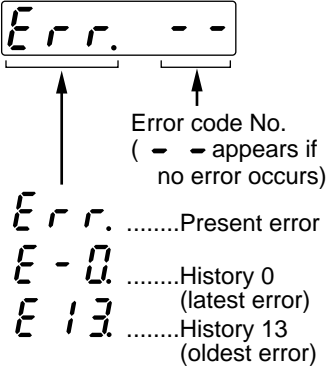 Err. - -
Error code No.
( - - appears if
no error occurs)
Err. ........Present error
E-0. ........History 0
(latest error)
E13. ........History 13
(oldest error)